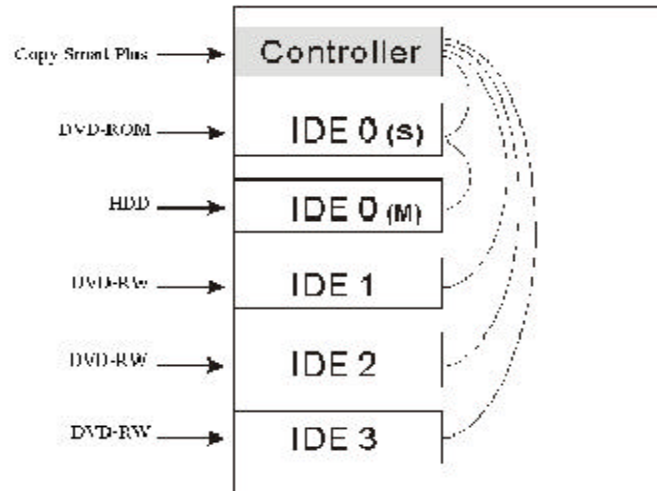 Copy Smart Plus Controller
DVD-ROM IDE 0 (S)
HDD IDE 0 (M)
DVD-RW IDE 1
DVD-RW IDE 2
DVD-RW IDE 3